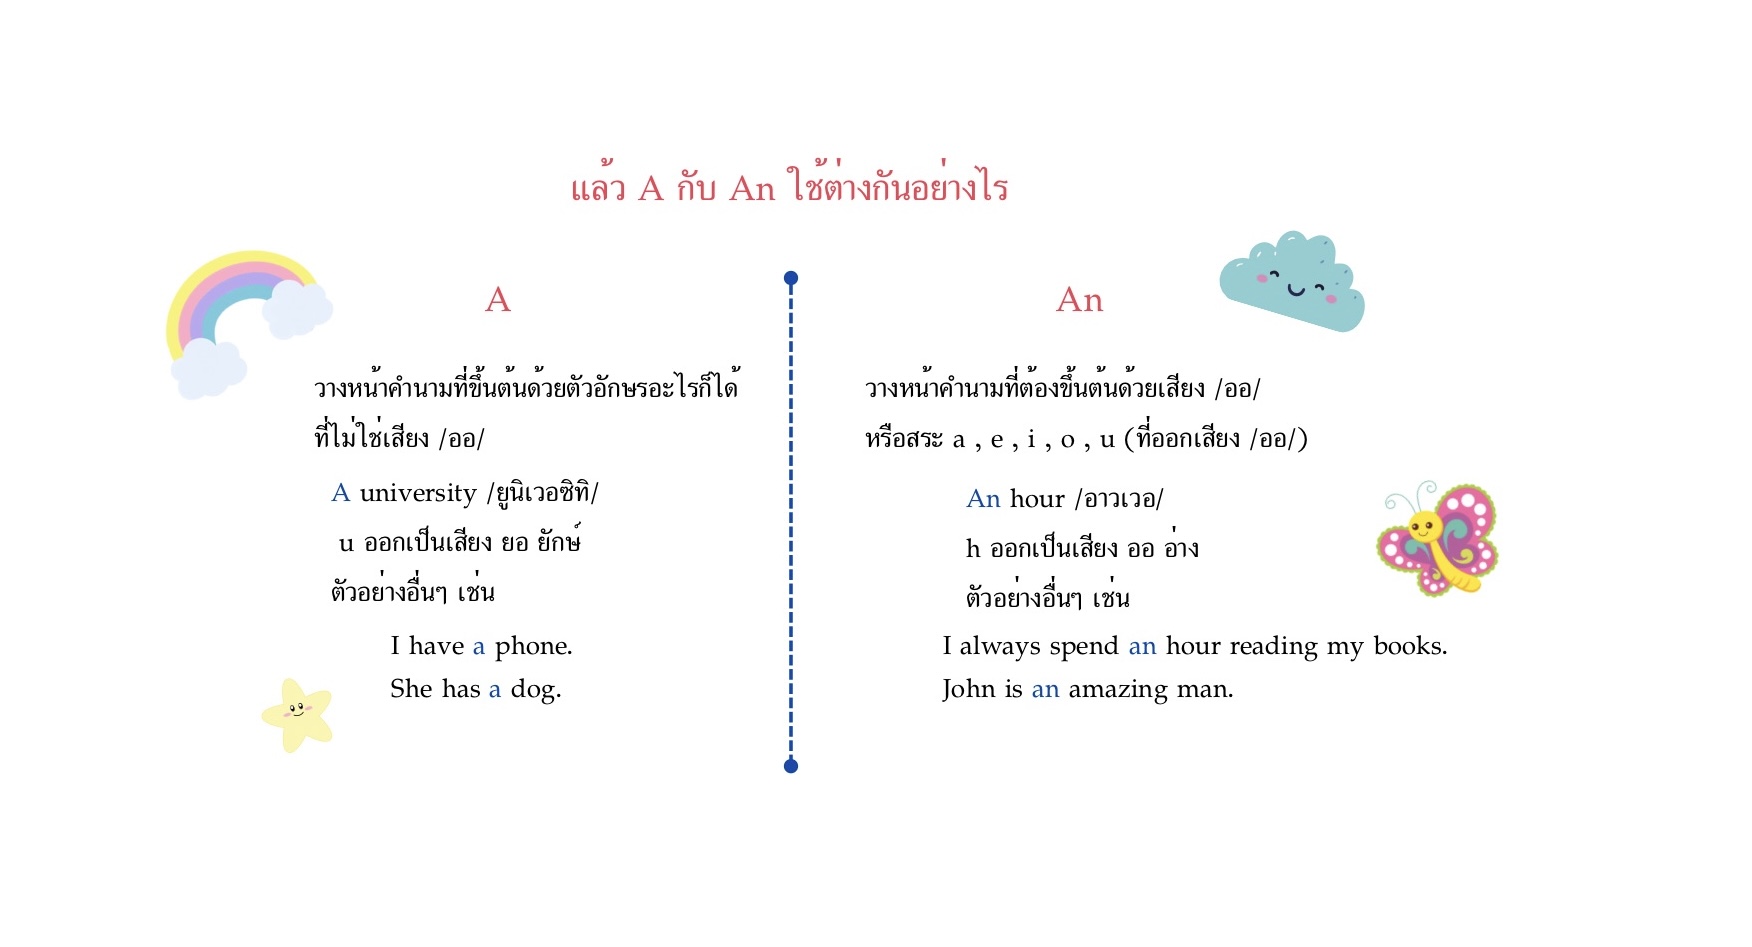 แล้ว A กับ An ใช้ต่างกันอย่างไร
A
วางหน้าคำนามที่ขึ้นต้นด้วยตัวอักษรอะไรก็ได้
ที่ไม่ใช่เสียง /ออ/
A university /ยูนิเวอซิทิ/
u ออกเป็นเสียง ยอ ยักษ์
ตัวอย่างอื่นๆ เช่น
I have a phone.
She has a dog.
An
วางหน้าคำนามที่ต้องขึ้นต้นด้วยเสียง /ออ/
หรือสระ a , e , i , o , u (ที่ออกเสียง /ออ/)
An hour /อาวเวอ/
h ออกเป็นเสียง ออ อ่าง
ตัวอย่างอื่นๆ เช่น
I always spend an hour reading my books.
John is an amazing man.